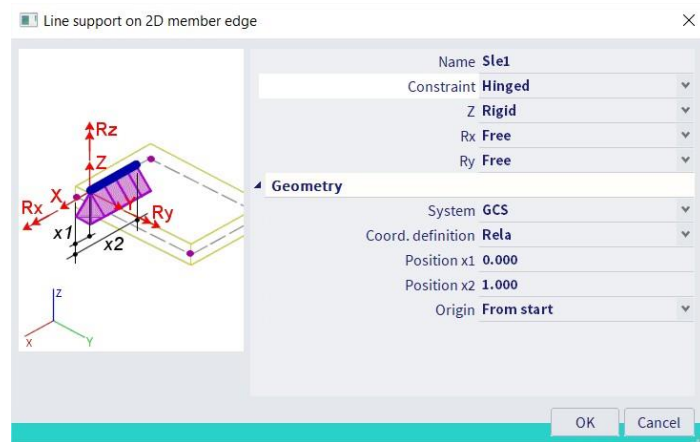 Line support on 2D member edge
Name Sle1
Constraint Hinged
Z Rigid
Rx Free
Ry Free
Geometry
System GCS
Coord. definition Rela
Position x1 0.000
Position x2 1.000
Origin From start
Rz
Z
X
Rx
Y
Ry
x1
x2
z
x
Y
OK Cancel